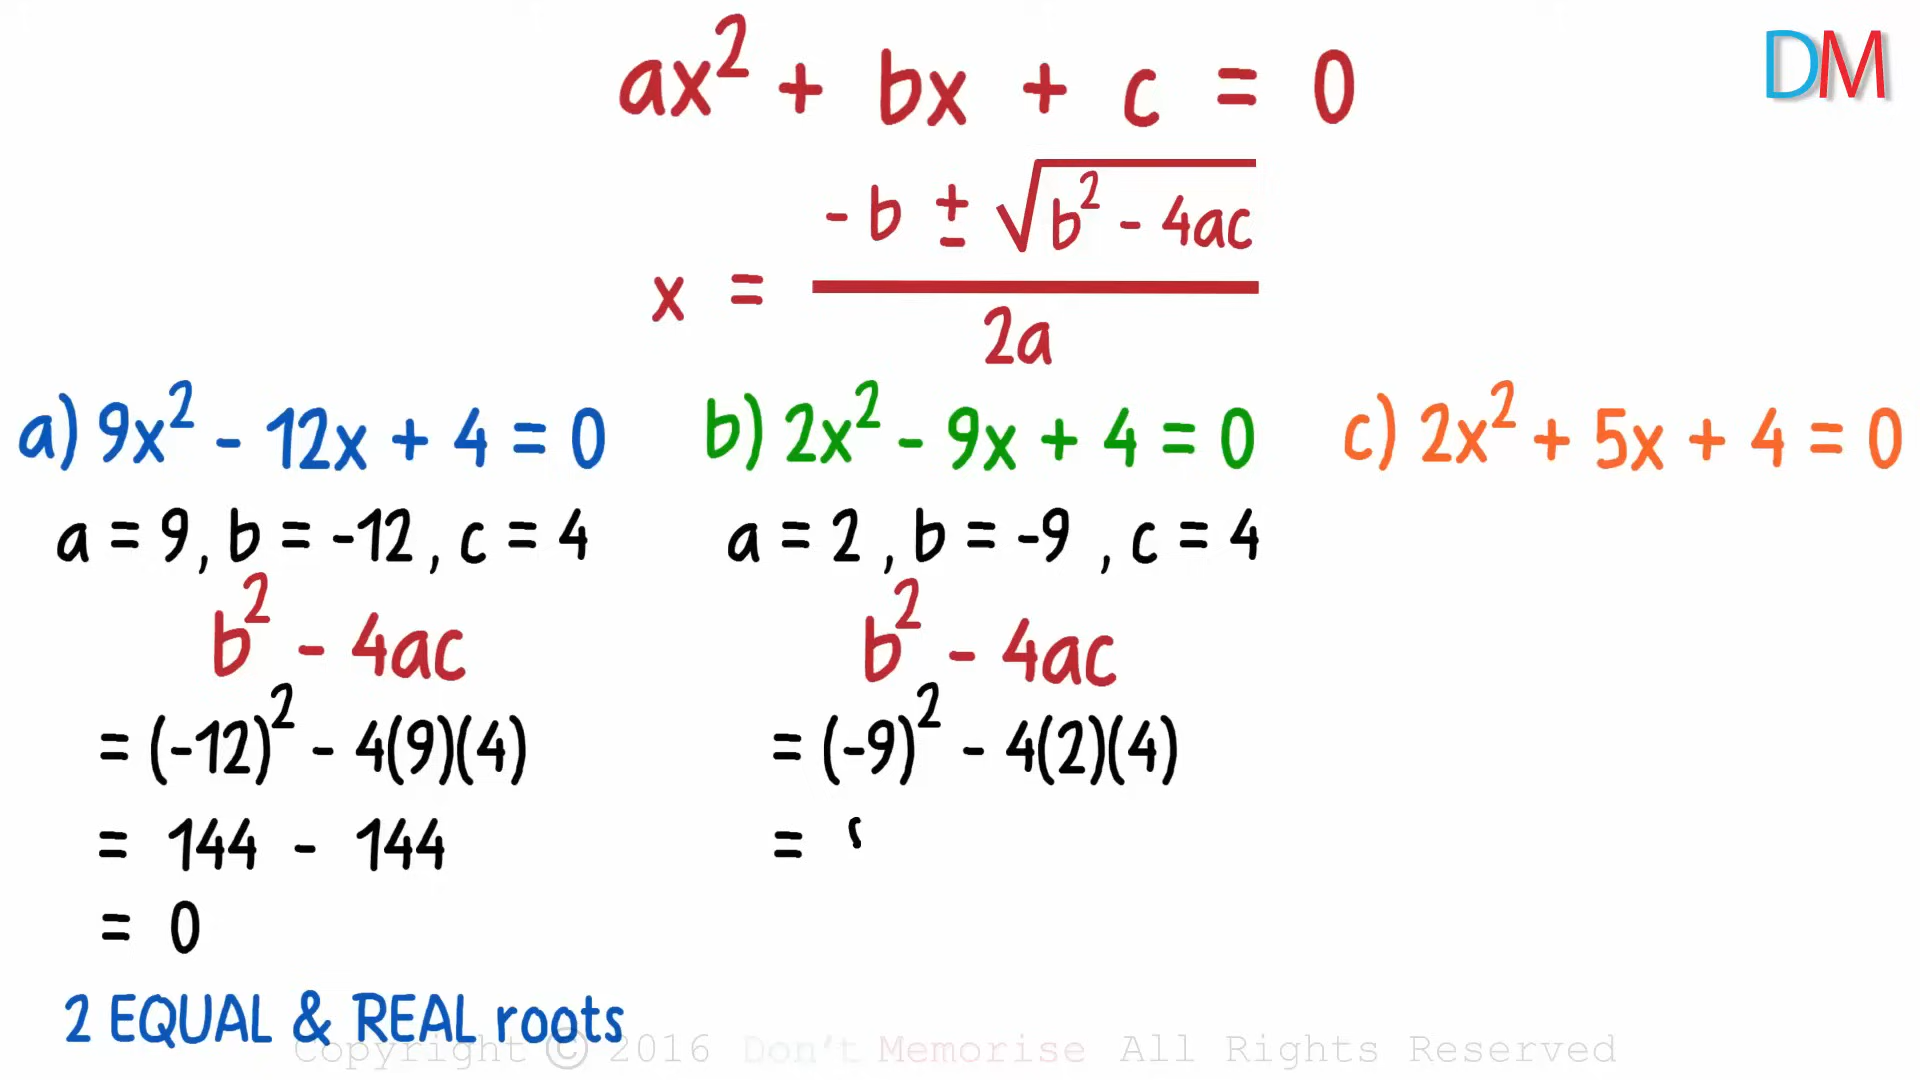 DM
ax² + bx + c = 0
x = (-b ± √(b² - 4ac)) / 2a
a) 9x² - 12x + 4 = 0
a = 9, b = -12, c = 4
b² - 4ac
= (-12)² - 4(9)(4)
= 144 - 144
= 0
2 EQUAL & REAL roots
b) 2x² - 9x + 4 = 0
a = 2, b = -9, c = 4
b² - 4ac
= (-9)² - 4(2)(4)
=
c) 2x² + 5x + 4 = 0
Copyright © 2016 Don't Memorise All Rights Reserved